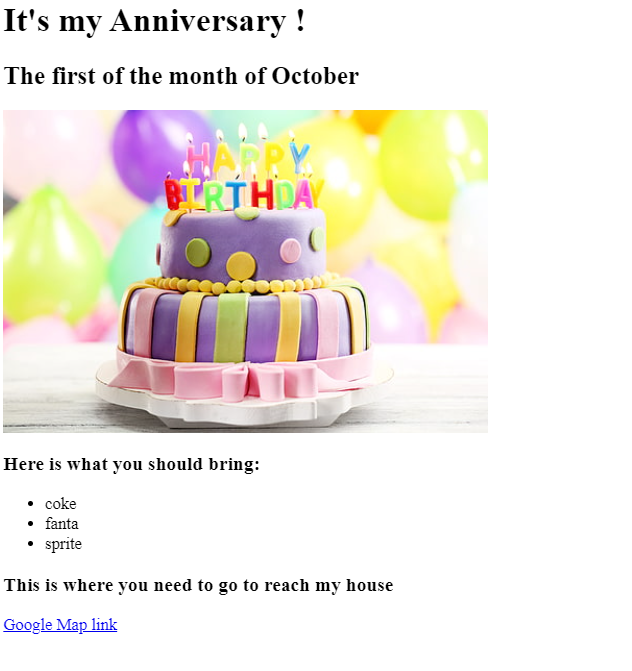 It's my Anniversary !
The first of the month of October
HAPPY
BIRTHDAY
Here is what you should bring:
coke
fanta
sprite
This is where you need to go to reach my house
Google Map link